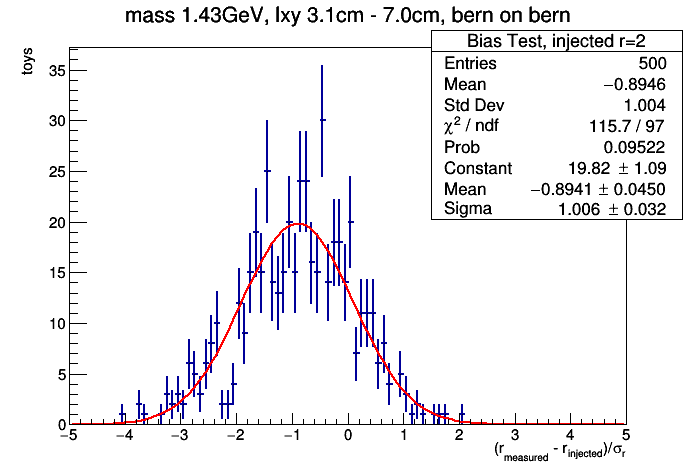 mass 1.43GeV, lxy 3.1cm - 7.0cm, bern on bern
Bias Test, injected r=2
Entries 500
Mean −0.8946
Std Dev 1.004
χ² / ndf 115.7 / 97
Prob 0.09522
Constant 19.82 ± 1.09
Mean −0.8941 ± 0.0450
Sigma 1.006 ± 0.032
toys
35
30
25
20
15
10
5
0
−5 −4 −3 −2 −1 0 1 2 3 4 5
(r_measured - r_injected)/σ_r